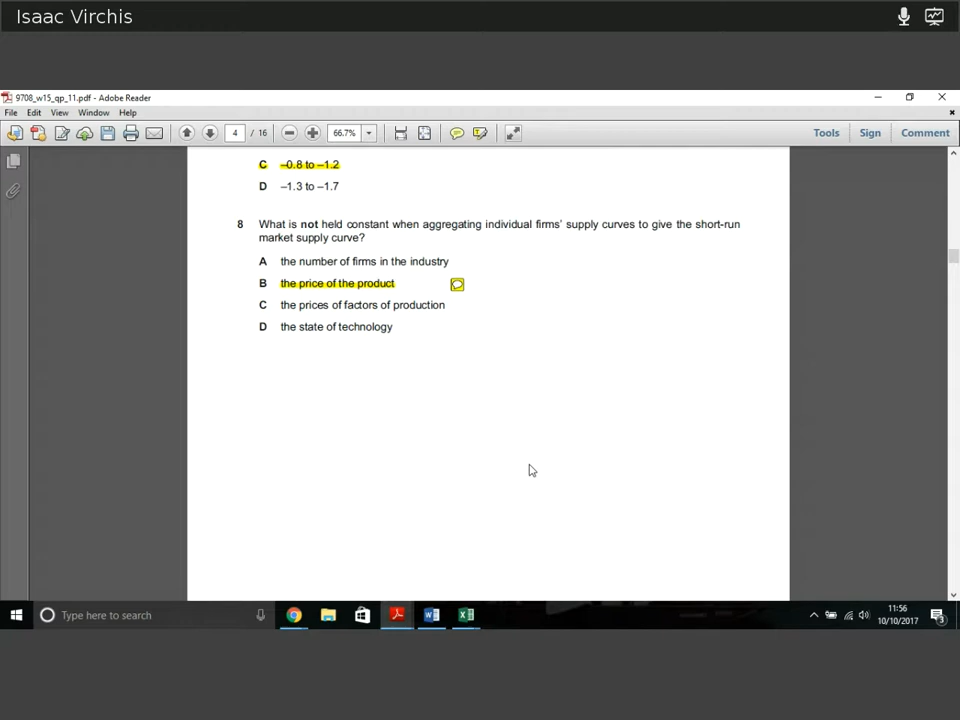 Isaac Virchis
9708_w15_qp_11.pdf - Adobe Reader
File Edit View Window Help
4 / 16 66.7% Tools Sign Comment
C –0.8 to –1.2
D –1.3 to –1.7
8 What is not held constant when aggregating individual firms' supply curves to give the short-run
market supply curve?
A the number of firms in the industry
B the price of the product
C the prices of factors of production
D the state of technology
Type here to search
11:56
10/10/2017
3